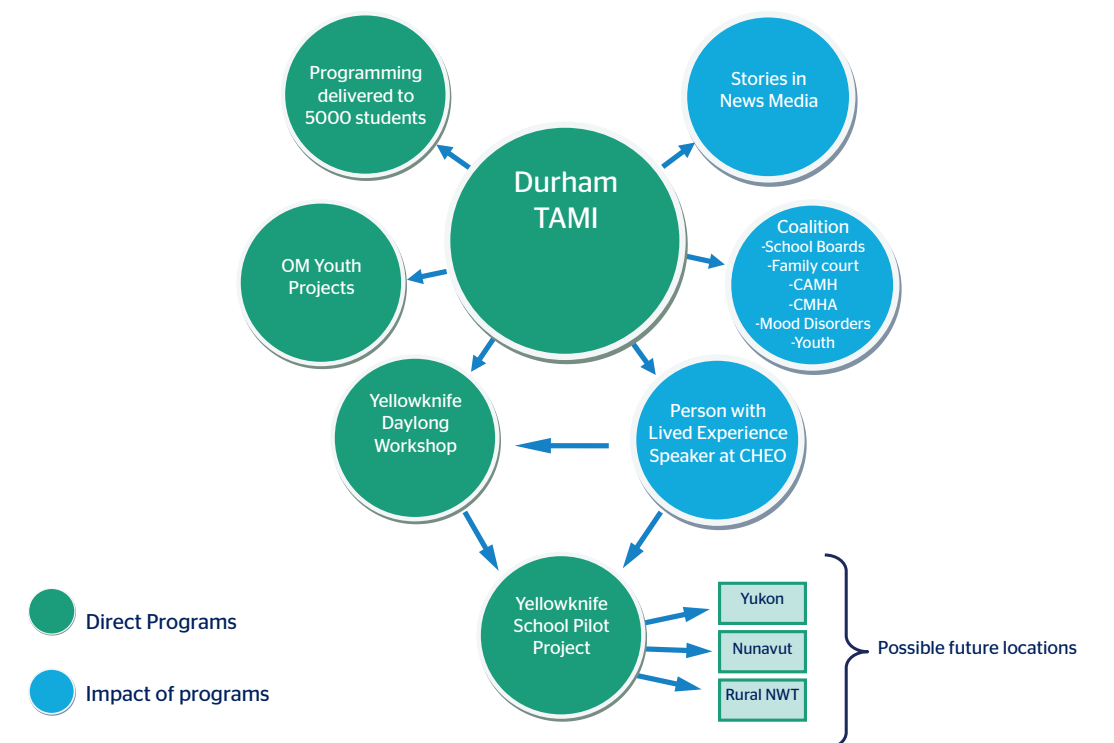 Programming
delivered to
5000 students
Stories in
News Media
Durham
TAMI
OM Youth
Projects
Coalition
-School Boards
-Family court
-CAMH
-CMHA
-Mood Disorders
-Youth
Yellowknife
Daylong
Workshop
Person with
Lived Experience
Speaker at CHEO
Yellowknife
School Pilot
Project
Yukon
Nunavut
Rural NWT
Possible future locations
Direct Programs
Impact of programs